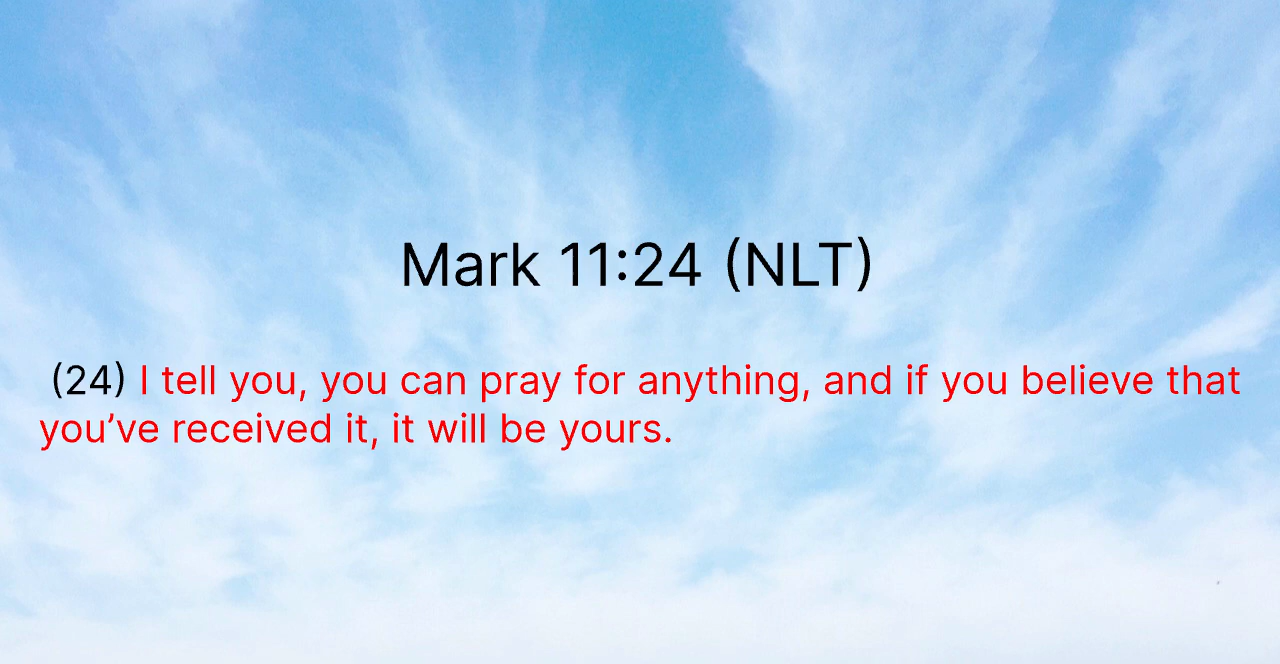 Mark 11:24 (NLT)
(24) I tell you, you can pray for anything, and if you believe that
you’ve received it, it will be yours.